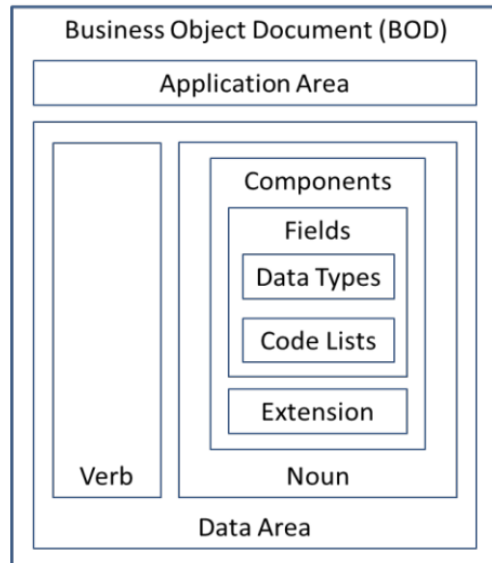 Business Object Document (BOD)
Application Area
Components
Fields
Data Types
Code Lists
Extension
Verb
Noun
Data Area